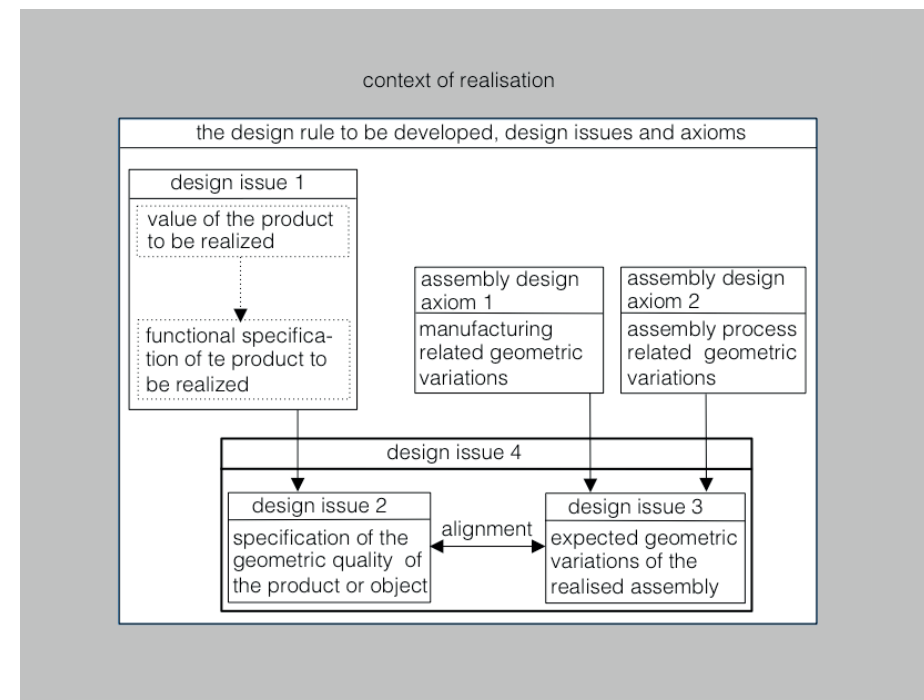 context of realisation
the design rule to be developed, design issues and axioms
design issue 1
value of the product
to be realized
functional specifica-
tion of te product to
be realized
assembly design
axiom 1
manufacturing
related geometric
variations
assembly design
axiom 2
assembly process
related geometric
variations
design issue 4
design issue 2
specification of the
geometric quality of
the product or object
alignment
design issue 3
expected geometric
variations of the
realised assembly